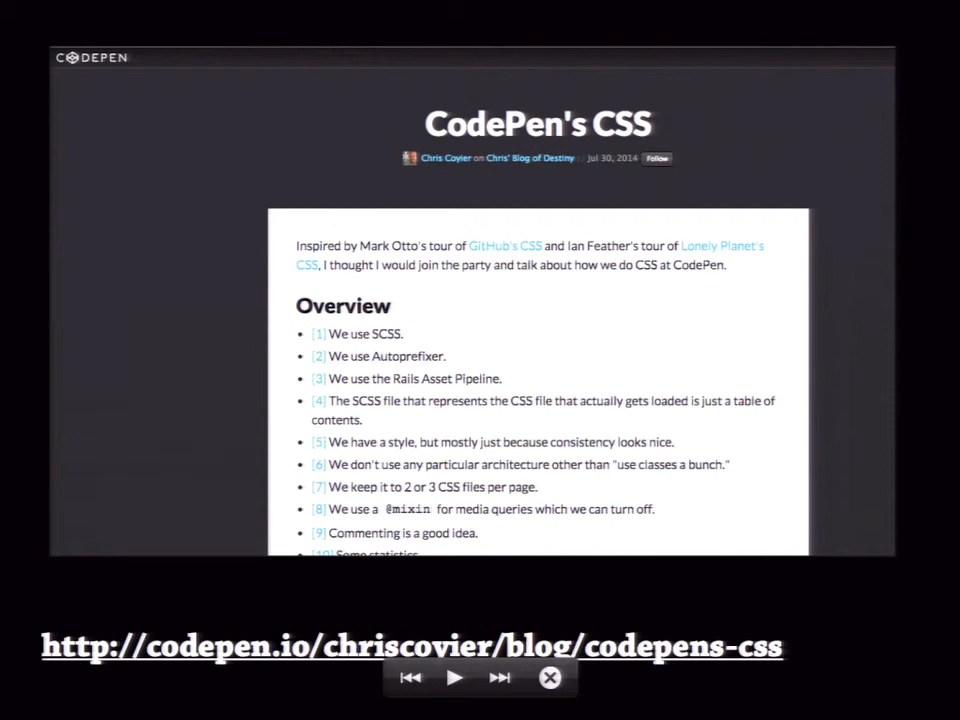 CODEPEN
CodePen's CSS
Chris Coyier on Chris' Blog of Destiny Jul 30, 2014 Follow
Inspired by Mark Otto's tour of GitHub's CSS and Ian Feather's tour of Lonely Planet's
CSS, I thought I would join the party and talk about how we do CSS at CodePen.
Overview
• [1] We use SCSS.
• [2] We use Autoprefixer.
• [3] We use the Rails Asset Pipeline.
• [4] The SCSS file that represents the CSS file that actually gets loaded is just a table of
contents.
• [5] We have a style, but mostly just because consistency looks nice.
• [6] We don't use any particular architecture other than "use classes a bunch."
• [7] We keep it to 2 or 3 CSS files per page.
• [8] We use a @mixin for media queries which we can turn off.
• [9] Commenting is a good idea.
• [10] Some statistics.
http://codepen.io/chriscoyier/blog/codepens-css